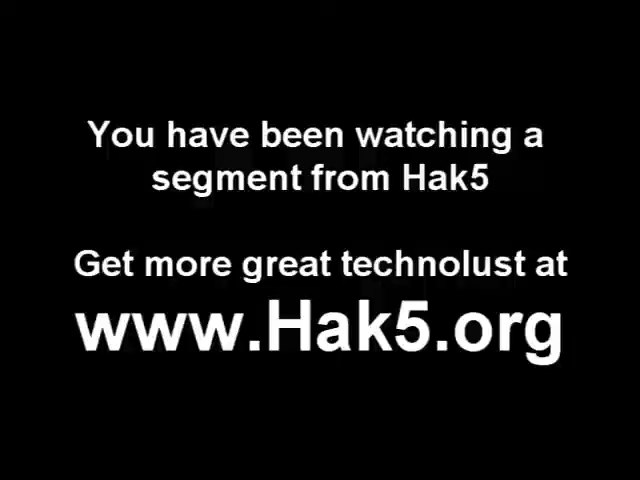 You have been watching a
segment from Hak5
Get more great technolust at
www.Hak5.org